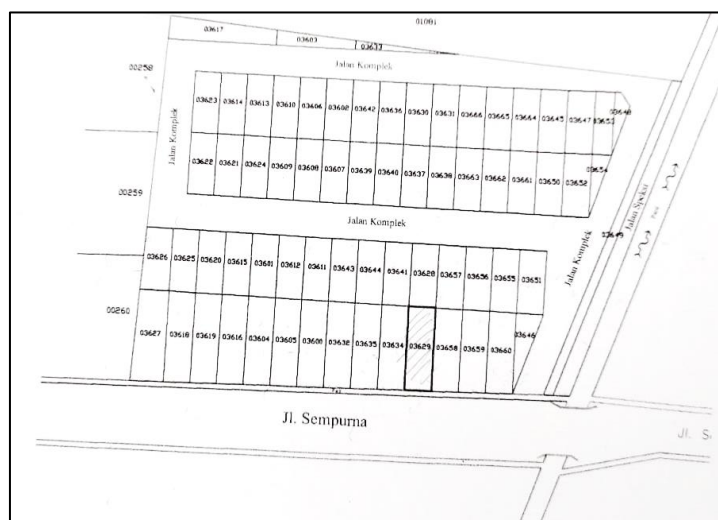 01001
03617 03603 03633
Jalan Komplek
00258
03623 03614 03613 03610 03606 03602 03642 03636 03630 03631 03666 03665 03664 03645 03647 03653 03648
Jalan Komplek
03622 03621 03624 03609 03608 03607 03639 03640 03637 03638 03663 03662 03661 03650 03652 03654
00259
Jalan Komplek
Jalan Komplek
03649
Jalan Speksi
Parit
03626 03625 03620 03615 03601 03612 03611 03643 03644 03641 03628 03657 03656 03655 03651
00260
03627 03618 03619 03616 03604 03605 03600 03632 03635 03634 03629 03658 03659 03660 03646
Jl. Sempurna
Jl. S